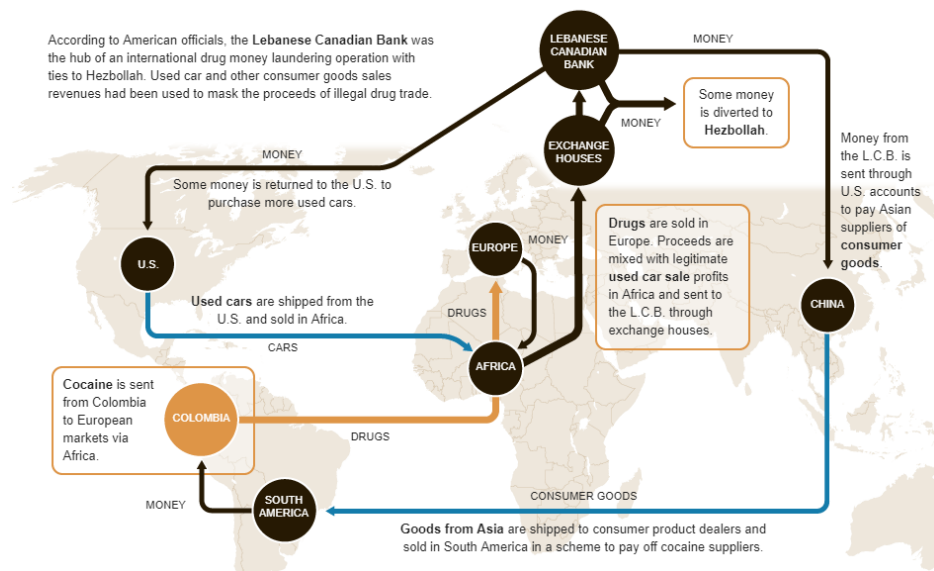 According to American officials, the Lebanese Canadian Bank was
the hub of an international drug money laundering operation with
ties to Hezbollah. Used car and other consumer goods sales
revenues had been used to mask the proceeds of illegal drug trade.
LEBANESE
CANADIAN
BANK
MONEY
Some money
is diverted to
Hezbollah.
MONEY
EXCHANGE
HOUSES
MONEY
Some money is returned to the U.S. to
purchase more used cars.
Money from
the L.C.B. is
sent through
U.S. accounts
to pay Asian
suppliers of
consumer
goods.
U.S.
EUROPE
MONEY
Drugs are sold in
Europe. Proceeds are
mixed with legitimate
used car sale profits
in Africa and sent to
the L.C.B. through
exchange houses.
CHINA
Used cars are shipped from the
U.S. and sold in Africa.
DRUGS
CARS
AFRICA
Cocaine is sent
from Colombia
to European
markets via
Africa.
COLOMBIA
DRUGS
MONEY
SOUTH
AMERICA
CONSUMER GOODS
Goods from Asia are shipped to consumer product dealers and
sold in South America in a scheme to pay off cocaine suppliers.